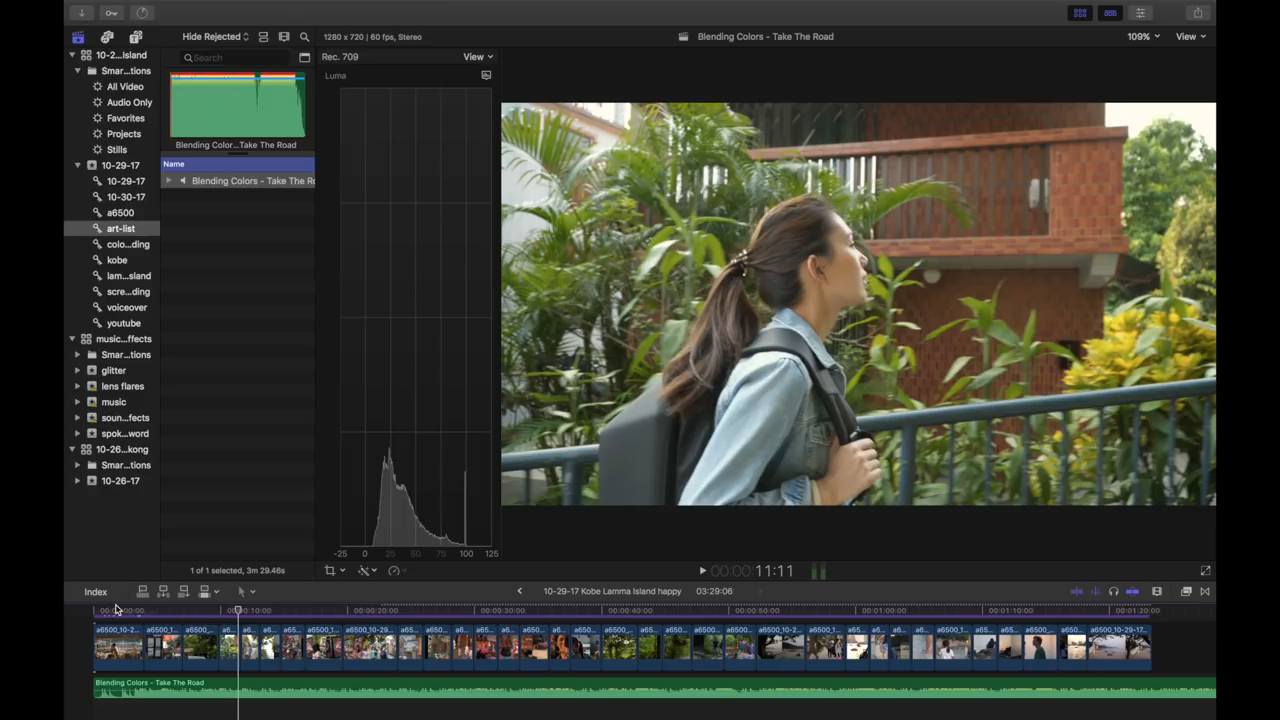 Hide Rejected
1280 x 720 | 60 fps, Stereo
Blending Colors - Take The Road
109%
View
10-2...Island
Search
Rec. 709
View
Smar...tions
Luma
All Video
Audio Only
Favorites
Projects
Blending Color...Take The Road
Stills
Name
10-29-17
10-29-17
Blending Colors - Take The R
10-30-17
a6500
art-list
colo...ding
kobe
lam...sland
scre...ding
voiceover
youtube
music...ffects
Smar...tions
glitter
lens flares
music
soun...fects
spok...word
10-26...kong
Smar...tions
10-26-17
-25 0 25 50 75 100 125
1 of 1 selected, 3m 29.46s
00:00:11:11
Index
10-29-17 Kobe Lamma Island happy
03:29:06
00:00:10:00
00:00:20:00
00:00:30:00
00:00:40:00
00:00:50:00
00:01:00:00
00:01:10:00
00:01:20:00
Blending Colors - Take The Road